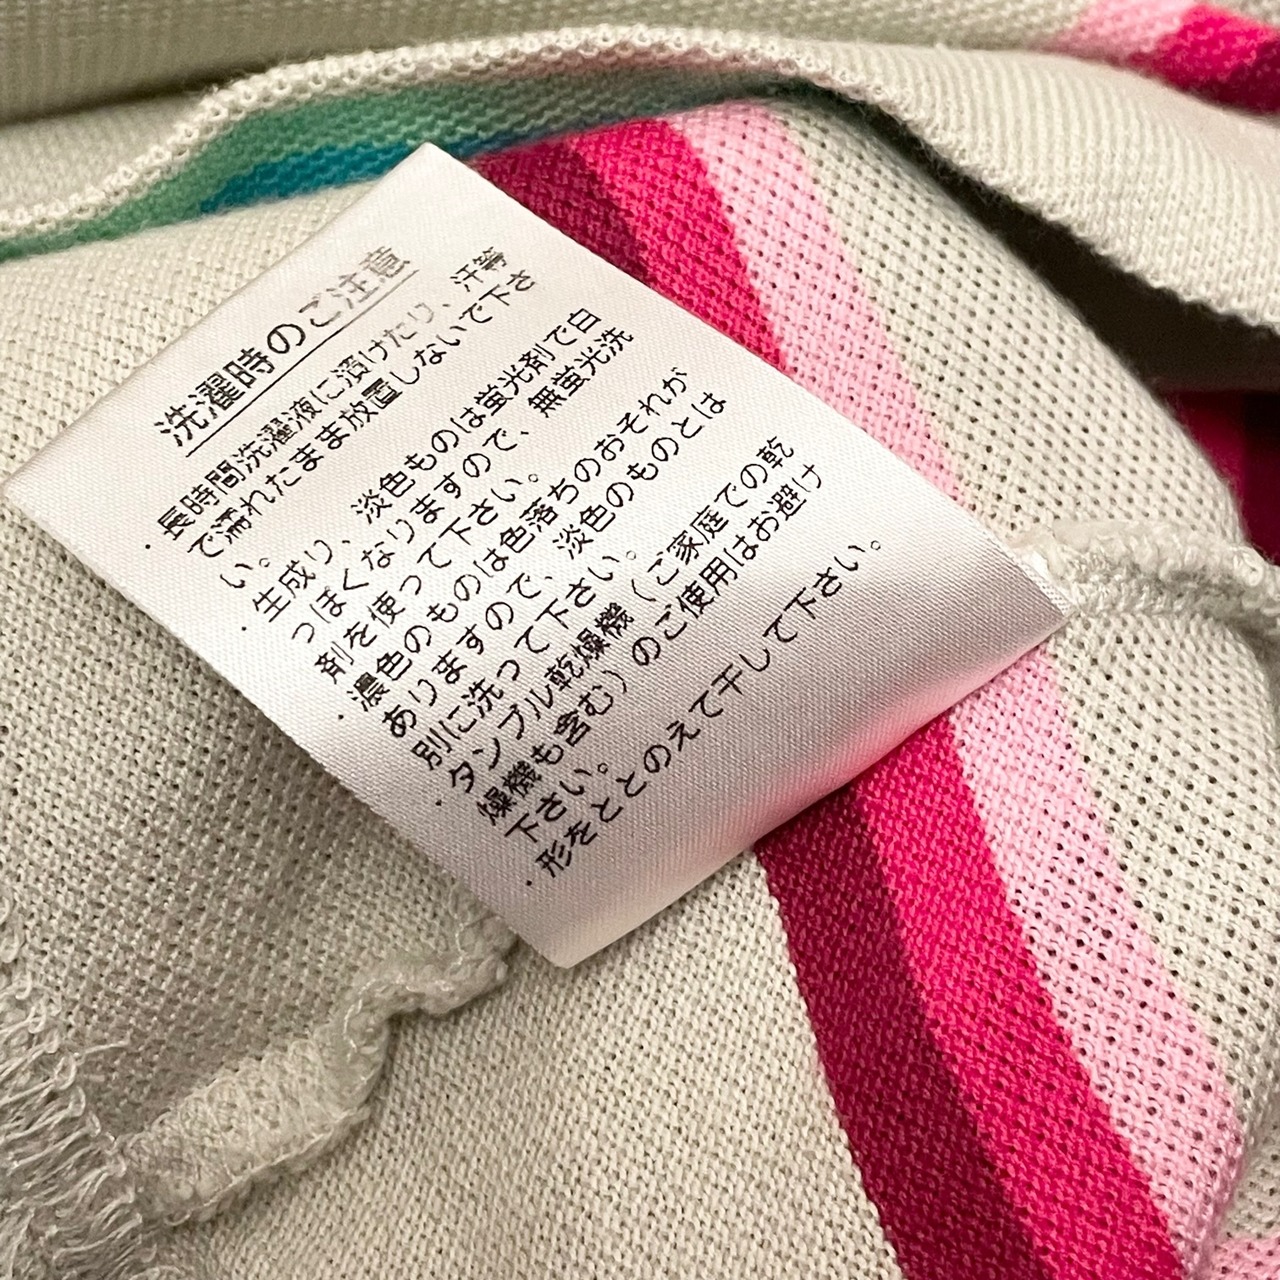 洗濯時のご注意
・長時間洗濯液に漬けたり、汗等
で濡れたまま放置しないで下さ
い。
・生成り、淡色ものは蛍光剤で白
っぽくなりますので、無蛍光洗
剤を使って下さい。
・濃色のものは色落ちのおそれが
ありますので、淡色のものとは
別に洗って下さい。
・タンブル乾燥機（ご家庭での乾
燥機も含む）のご使用はお避け
下さい。
・形をととのえて干して下さい。